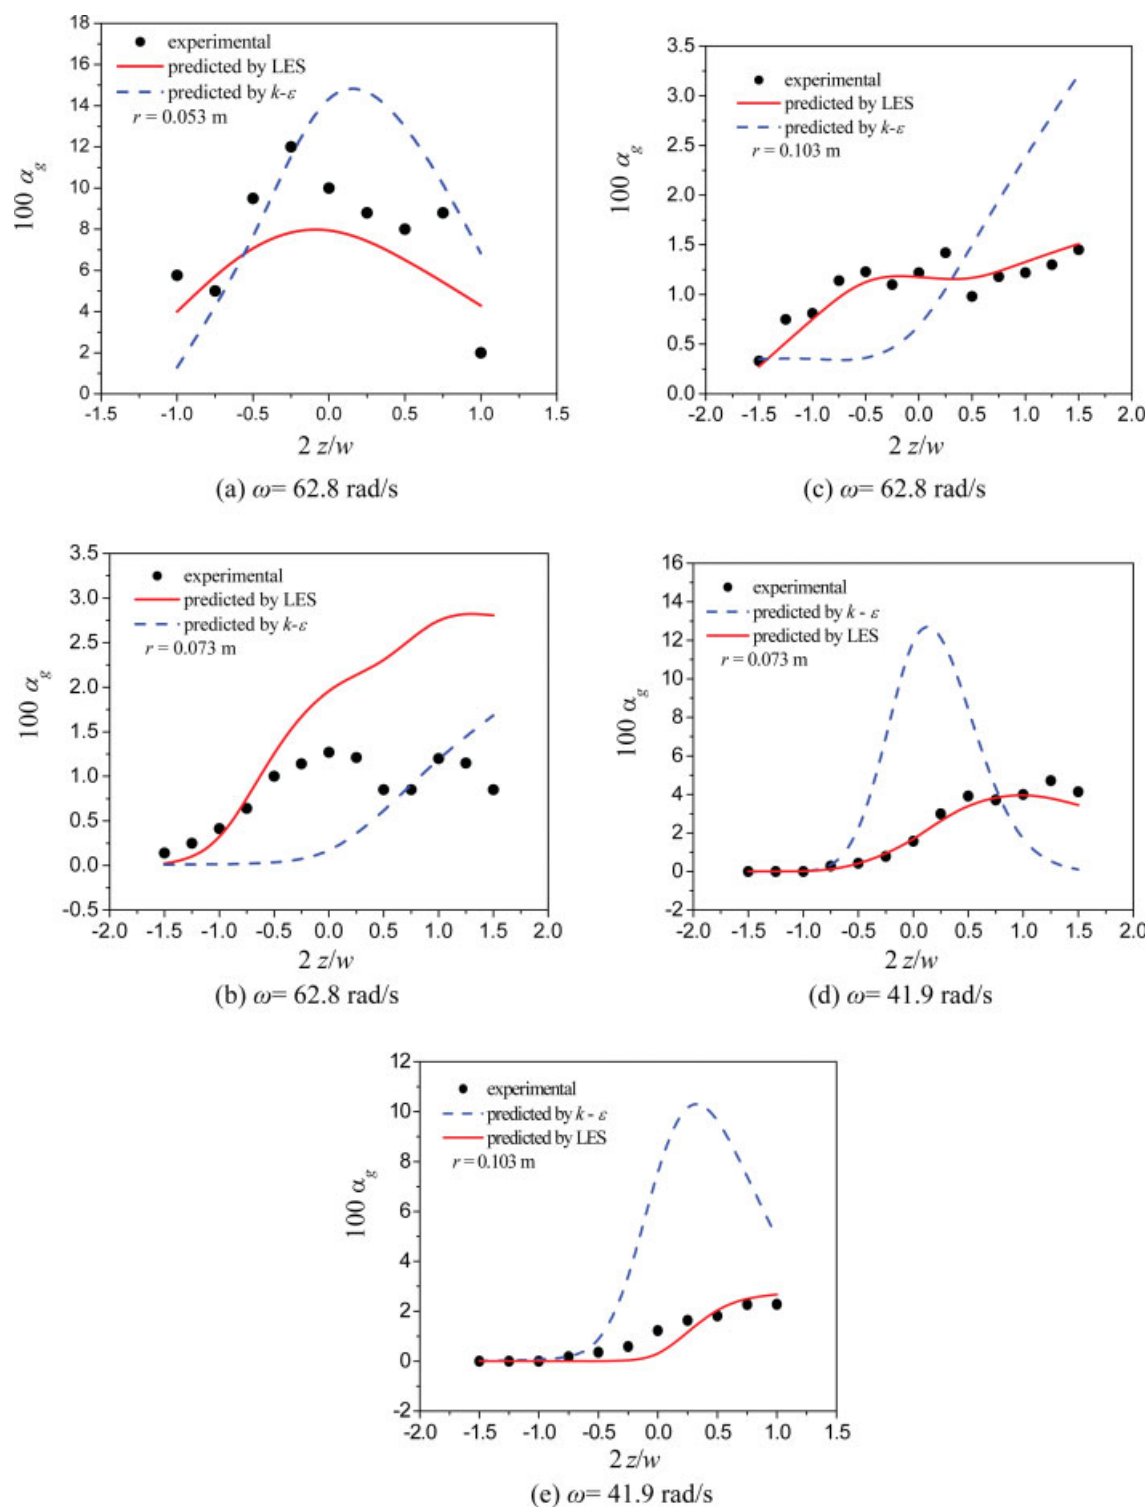 18
16
14
12
10
8
6
4
2
0
100 αg
experimental
predicted by LES
predicted by k-ε
r = 0.053 m
-1.5 -1.0 -0.5 0.0 0.5 1.0 1.5
2 z/w
(a) ω= 62.8 rad/s
3.5
3.0
2.5
2.0
1.5
1.0
0.5
0.0
100 αg
experimental
predicted by LES
predicted by k-ε
r = 0.103 m
-2.0 -1.5 -1.0 -0.5 0.0 0.5 1.0 1.5 2.0
2 z/w
(c) ω= 62.8 rad/s
3.5
3.0
2.5
2.0
1.5
1.0
0.5
0.0
-0.5
100 αg
experimental
predicted by LES
predicted by k-ε
r = 0.073 m
-2.0 -1.5 -1.0 -0.5 0.0 0.5 1.0 1.5 2.0
2 z/w
(b) ω= 62.8 rad/s
16
14
12
10
8
6
4
2
0
-2
100 αg
experimental
predicted by k - ε
predicted by LES
r = 0.073 m
-2.0 -1.5 -1.0 -0.5 0.0 0.5 1.0 1.5 2.0
2 z/w
(d) ω= 41.9 rad/s
12
10
8
6
4
2
0
-2
100 αg
experimental
predicted by k - ε
predicted by LES
r = 0.103 m
-2.0 -1.5 -1.0 -0.5 0.0 0.5 1.0 1.5
2 z/w
(e) ω= 41.9 rad/s